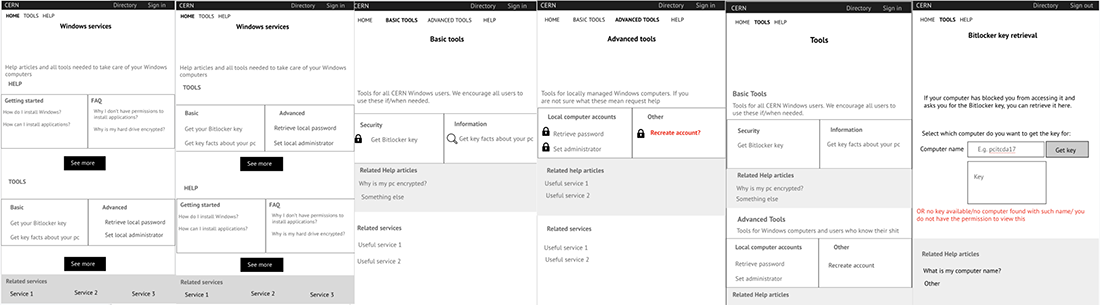 CERN
Directory Sign in
HOME TOOLS HELP
Windows services
Help articles and all tools needed to take care of your Windows
computers
HELP
Getting started
How do I install Windows?
How can I install applications?
FAQ
Why I don't have permissions to
install applications?
Why is my hard drive encrypted?
See more
TOOLS
Basic
Get your Blocker key
Get key facts about your pc
Advanced
Retrieve local password
Set local administrator
See more
Related services
Service 1 Service 2 Service 3
CERN
Directory Sign in
HOME TOOLS HELP
Windows services
Help articles and all tools needed to take care of your Windows
computers
TOOLS
Basic
Get your Blocker key
Get key facts about your pc
Advanced
Retrieve local password
Set local administrator
See more
HELP
Getting started
How do I install Windows?
How can I install applications?
FAQ
Why I don't have permissions to
install applications?
Why is my hard drive encrypted?
See more
Related services
Service 1 Service 2 Service 3
CERN
Directory Sign in
HOME BASIC TOOLS ADVANCED TOOLS HELP
Basic tools
Tools for all CERN Windows users. We encourage all users to
use these if/when needed.
Security
Get Bitlocker Key
Information
Get key facts about your pc
Related Help articles
Why is my pc encrypted?
Something else
Related services
Useful service 1
Useful service 2
CERN
Directory Sign in
HOME BASIC TOOLS ADVANCED TOOLS HELP
Advanced tools
Tools for locally managed Windows computers. If you
are not sure what these mean request help
Local computer accounts
Retrieve password
Set administrator
Other
Recreate account?
Related help articles
Useful service 1
Useful service 2
Related services
Useful service 1
Useful service 2
CERN
Directory Sign in
HOME TOOLS HELP
Tools
Basic Tools
Tools for all CERN Windows users. We encourage all users to
use these if/when needed.
Security
Get Bitlocker Key
Information
Get key facts about your pc
Related Help articles
Why is my pc encrypted?
Something else
Advanced Tools
Tools for Windows computers and users who know their shit
Local computer accounts
Retrieve password
Set administrator
Other
Recreate account
Related Help articles
CERN
Directory Sign out
HOME TOOLS HELP
Bitlocker key retrieval
If your computer has blocked you from accessing it and
asks you for the Bitlocker key, you can retrieve it here.
Select which computer do you want to get the key for:
Computer name E.g. pcitcda17 Get key
Key
OR no key available/no computer found with such name/ you
do not have the permission to view this
Related Help articles
What is my computer name?
Other